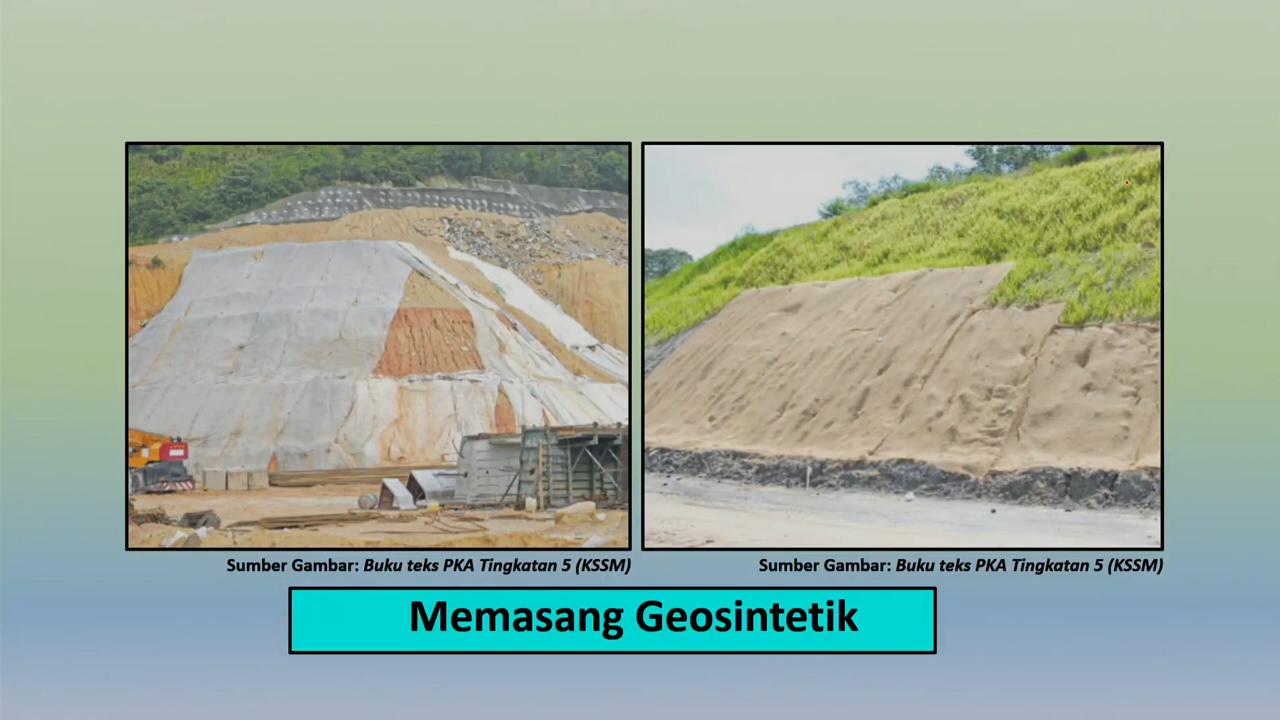 Sumber Gambar: Buku teks PKA Tingkatan 5 (KSSM)
Sumber Gambar: Buku teks PKA Tingkatan 5 (KSSM)
Memasang Geosintetik